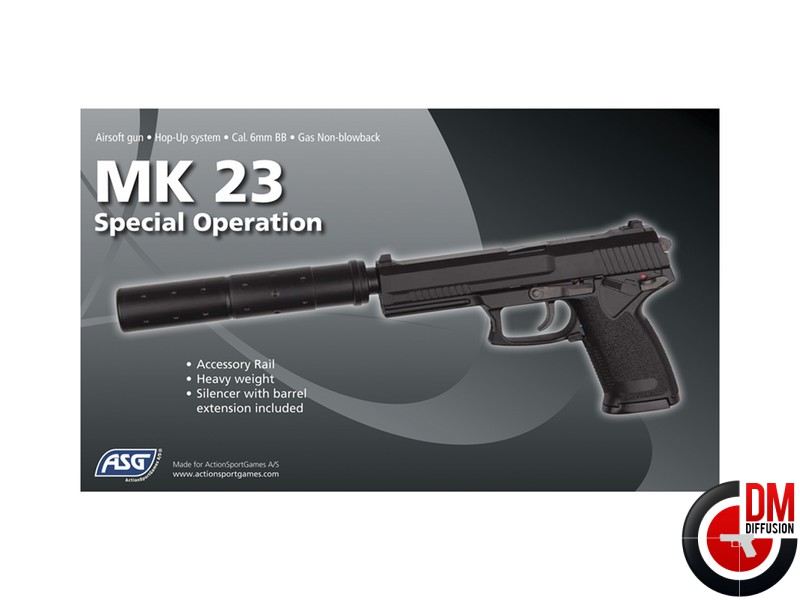 Airsoft gun • Hop-Up system • Cal. 6mm BB • Gas Non-blowback
MK 23
Special Operation
• Accessory Rail
• Heavy weight
• Silencer with barrel
extension included
ASG®
ActionSportGames A/S
Made for ActionSportGames A/S
www.actionsportgames.com
DM
DIFFUSION